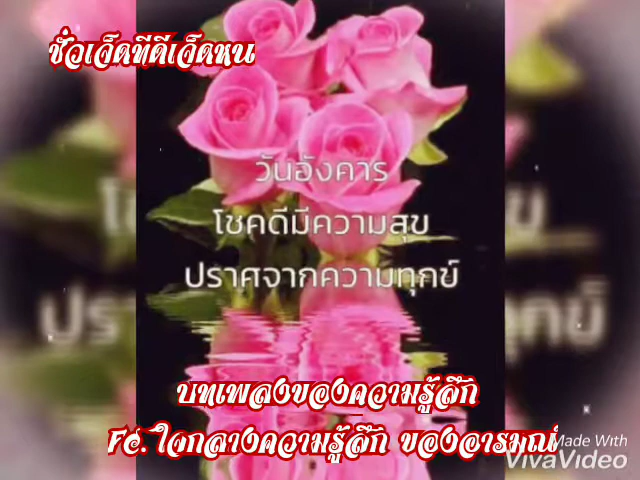 ชั่วเจ็ดทีดีเจ็ดหน
วันอังคาร
โชคดีมีความสุข
ปราศจากความทุกข์
บทเพลงของความรู้สึก
ใจกลางความรู้สึก ของอารมณ์
Made With
VivaVideo